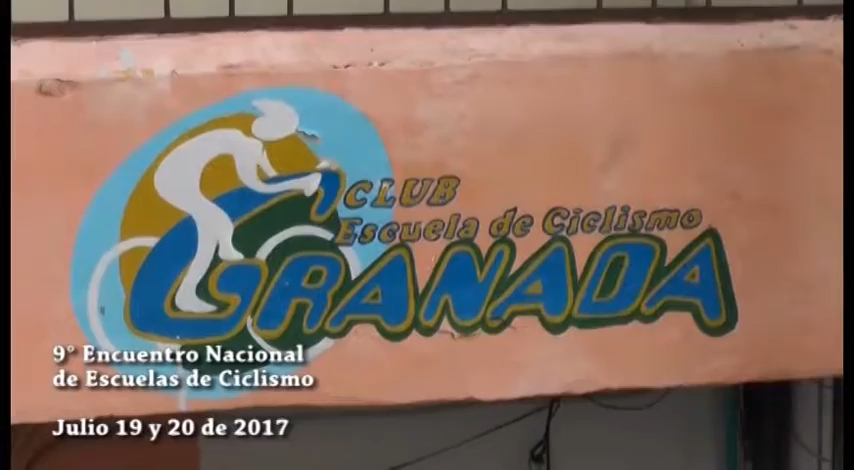 CLUB
Escuela de Ciclismo
GRANADA
9° Encuentro Nacional
de Escuelas de Ciclismo
Julio 19 y 20 de 2017